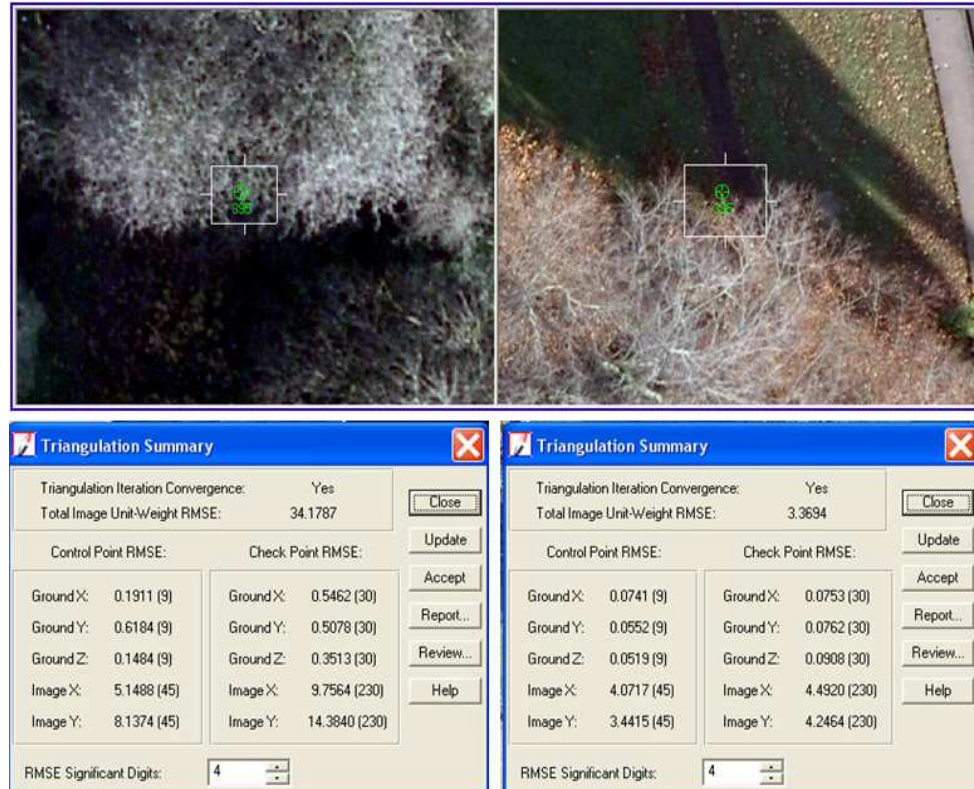 895
395
Triangulation Summary
Triangulation Iteration Convergence: Yes
Total Image Unit-Weight RMSE: 34.1787
Control Point RMSE: Check Point RMSE:
Ground X: 0.1911 (9) Ground X: 0.5462 (30)
Ground Y: 0.6184 (9) Ground Y: 0.5078 (30)
Ground Z: 0.1484 (9) Ground Z: 0.3513 (30)
Image X: 5.1488 (45) Image X: 9.7564 (230)
Image Y: 8.1374 (45) Image Y: 14.3840 (230)
RMSE Significant Digits: 4
Close
Update
Accept
Report...
Review...
Help
Triangulation Summary
Triangulation Iteration Convergence: Yes
Total Image Unit-Weight RMSE: 3.3694
Control Point RMSE: Check Point RMSE:
Ground X: 0.0741 (9) Ground X: 0.0753 (30)
Ground Y: 0.0552 (9) Ground Y: 0.0762 (30)
Ground Z: 0.0519 (9) Ground Z: 0.0908 (30)
Image X: 4.0717 (45) Image X: 4.4920 (230)
Image Y: 3.4415 (45) Image Y: 4.2464 (230)
RMSE Significant Digits: 4
Close
Update
Accept
Report...
Review...
Help